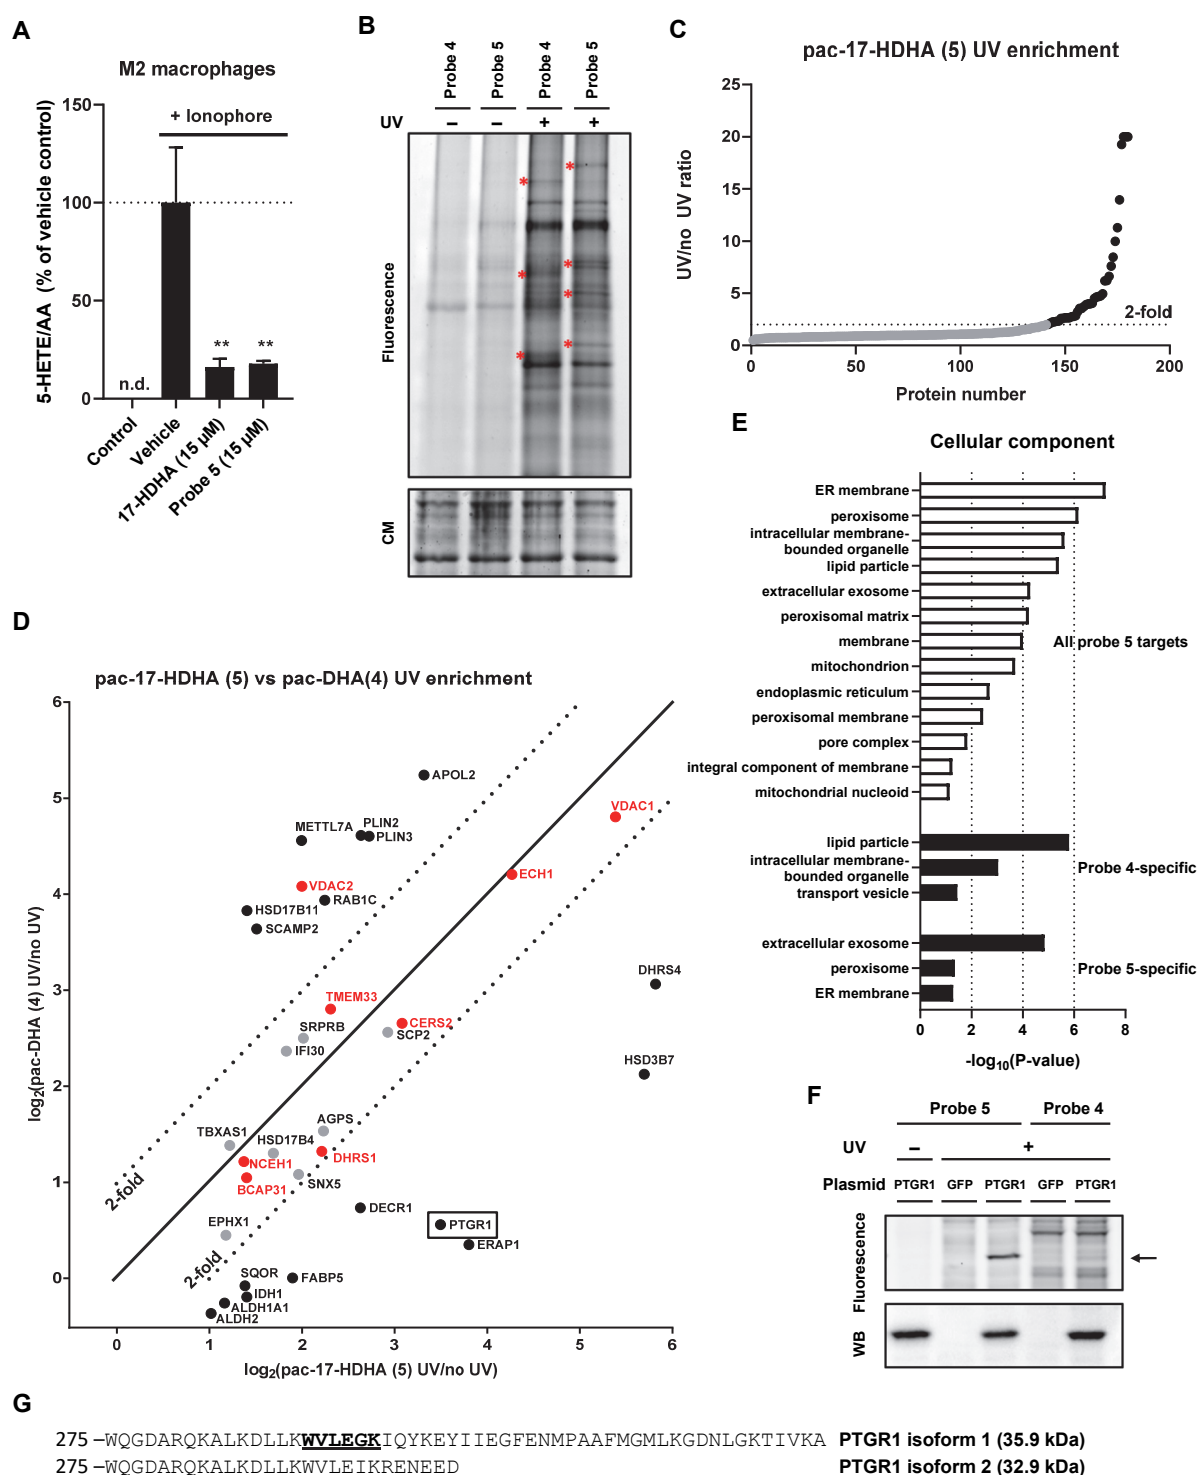 A
M2 macrophages
+ Ionophore
5-HETE/AA (% of vehicle control)
150
100
50
0
n.d.
**
**
Control
Vehicle
17-HDHA (15 µM)
Probe 5 (15 µM)
B
Probe 4
Probe 5
Probe 4
Probe 5
UV
– – + +
Fluorescence
*
*
*
*
*
*
*
CM
C
pac-17-HDHA (5) UV enrichment
UV/no UV ratio
25
20
15
10
5
0
2-fold
0 50 100 150 200
Protein number
D
pac-17-HDHA (5) vs pac-DHA(4) UV enrichment
log2(pac-DHA (4) UV/no UV)
6
5
4
3
2
1
0
APOL2
VDAC1
METTL7A
PLIN2
PLIN3
ECH1
VDAC2
RAB1C
HSD17B11
SCAMP2
DHRS4
TMEM33
SRPRB
CERS2
SCP2
IFI30
HSD3B7
AGPS
TBXAS1
HSD17B4
NCEH1
DHRS1
BCAP31
SNX5
2-fold
DECR1
EPHX1
PTGR1
ERAP1
2-fold
SQOR
FABP5
IDH1
ALDH1A1
ALDH2
0 1 2 3 4 5 6
log2(pac-17-HDHA (5) UV/no UV)
E
Cellular component
ER membrane
peroxisome
intracellular membrane-
bounded organelle
lipid particle
extracellular exosome
peroxisomal matrix
membrane
All probe 5 targets
mitochondrion
endoplasmic reticulum
peroxisomal membrane
pore complex
integral component of membrane
mitochondrial nucleoid
lipid particle
intracellular membrane-
bounded organelle
Probe 4-specific
transport vesicle
extracellular exosome
peroxisome
Probe 5-specific
ER membrane
0 2 4 6 8
-log10(P-value)
F
Probe 5 Probe 4
UV – +
Plasmid PTGR1 GFP PTGR1 GFP PTGR1
Fluorescence
WB
G
275–WQGDARQKALKDLLKWVLEGKIQYKEYIIEGFENMPAAFMGMLKGDNLGKTIVKA PTGR1 isoform 1 (35.9 kDa)
275–WQGDARQKALKDLLKWVLEIKRENEED PTGR1 isoform 2 (32.9 kDa)